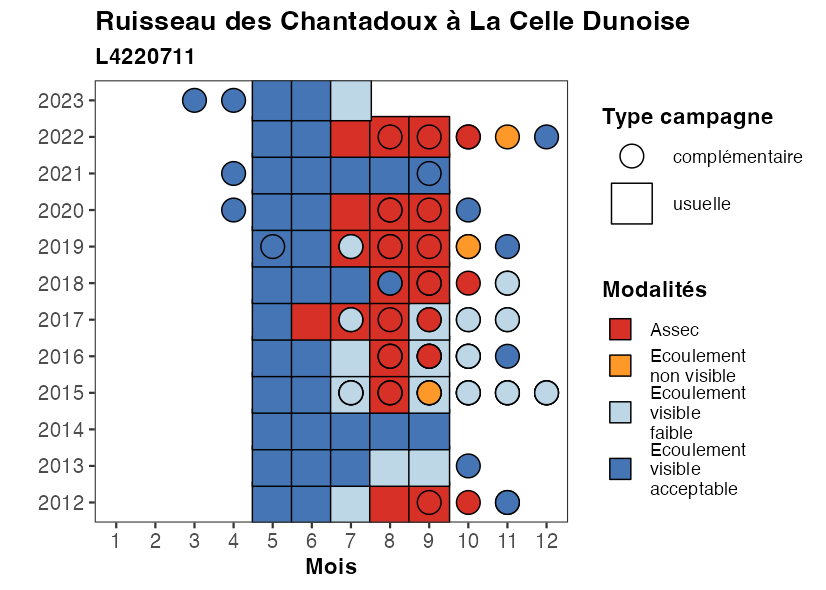 Ruisseau des Chantadoux à La Celle Dunoise
L4220711
2023
2022
2021
2020
2019
2018
2017
2016
2015
2014
2013
2012
1 2 3 4 5 6 7 8 9 10 11 12
Mois
Type campagne
complémentaire
usuelle
Modalités
Assec
Ecoulement
non visible
Ecoulement
visible
faible
Ecoulement
visible
acceptable